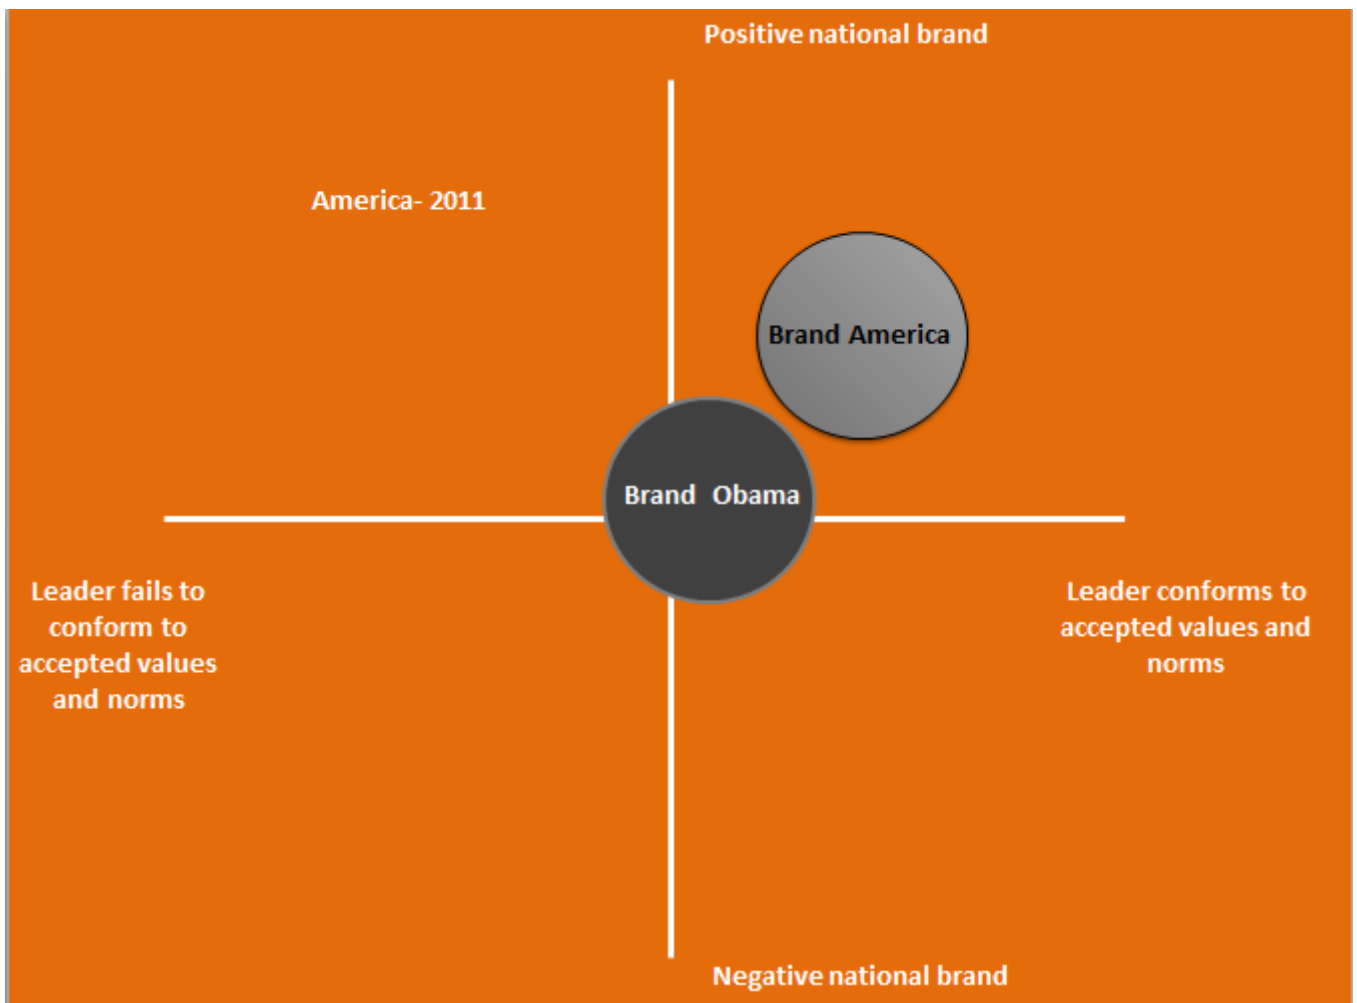 Positive national brand
America- 2011
Brand America
Brand Obama
Leader fails to
conform to
accepted values
and norms
Leader conforms to
accepted values and
norms
Negative national brand